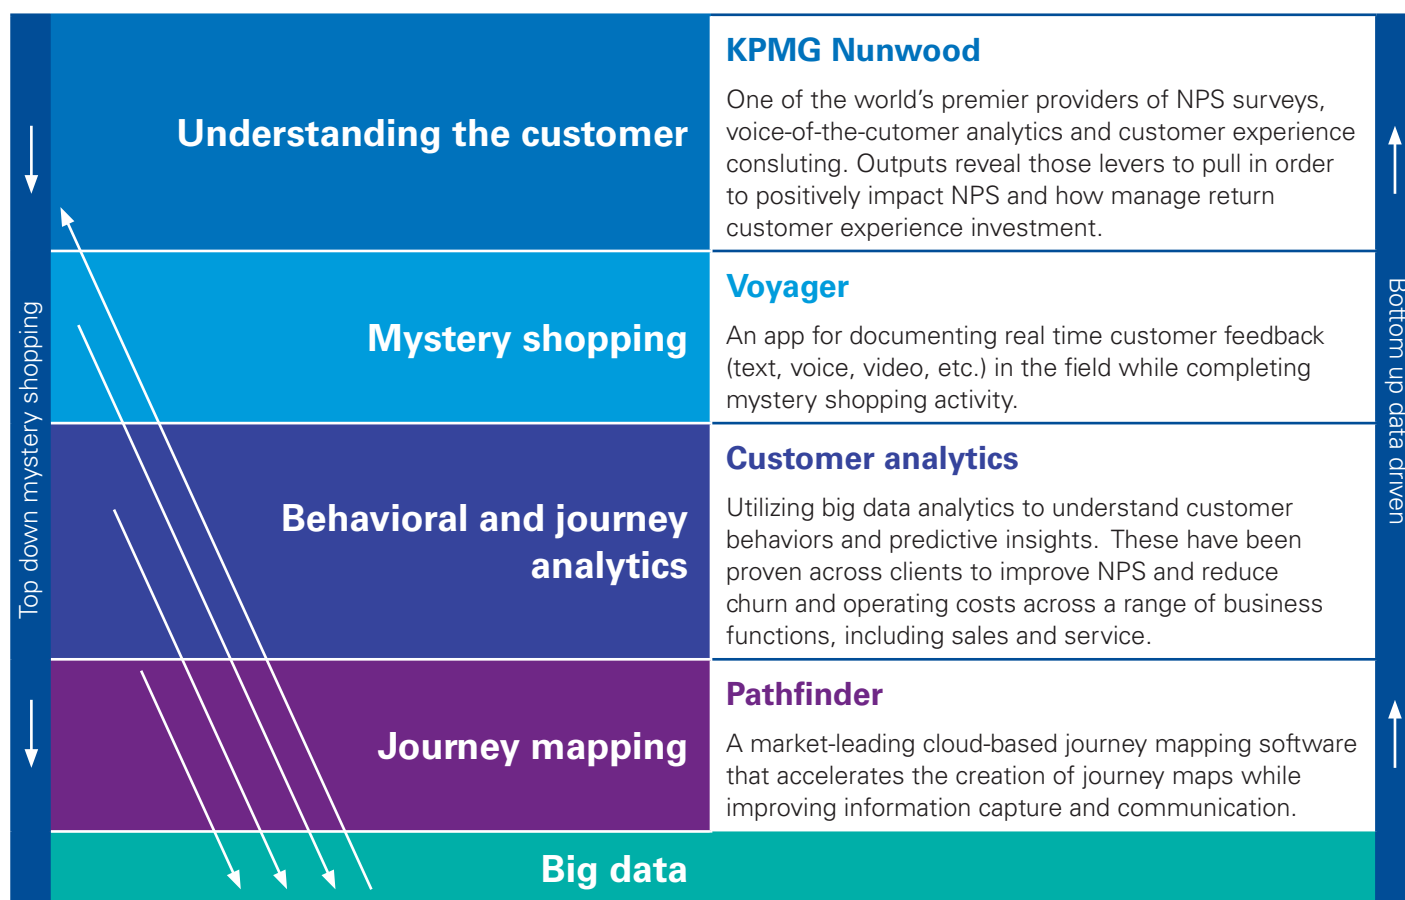 Top down mystery shopping
Understanding the customer
KPMG Nunwood
One of the world's premier providers of NPS surveys,
voice-of-the-cutomer analytics and customer experience
consluting. Outputs reveal those levers to pull in order
to positively impact NPS and how manage return
customer experience investment.
Mystery shopping
Voyager
An app for documenting real time customer feedback
(text, voice, video, etc.) in the field while completing
mystery shopping activity.
Behavioral and journey
analytics
Customer analytics
Utilizing big data analytics to understand customer
behaviors and predictive insights. These have been
proven across clients to improve NPS and reduce
churn and operating costs across a range of business
functions, including sales and service.
Journey mapping
Pathfinder
A market-leading cloud-based journey mapping software
that accelerates the creation of journey maps while
improving information capture and communication.
Big data
Bottom up data driven